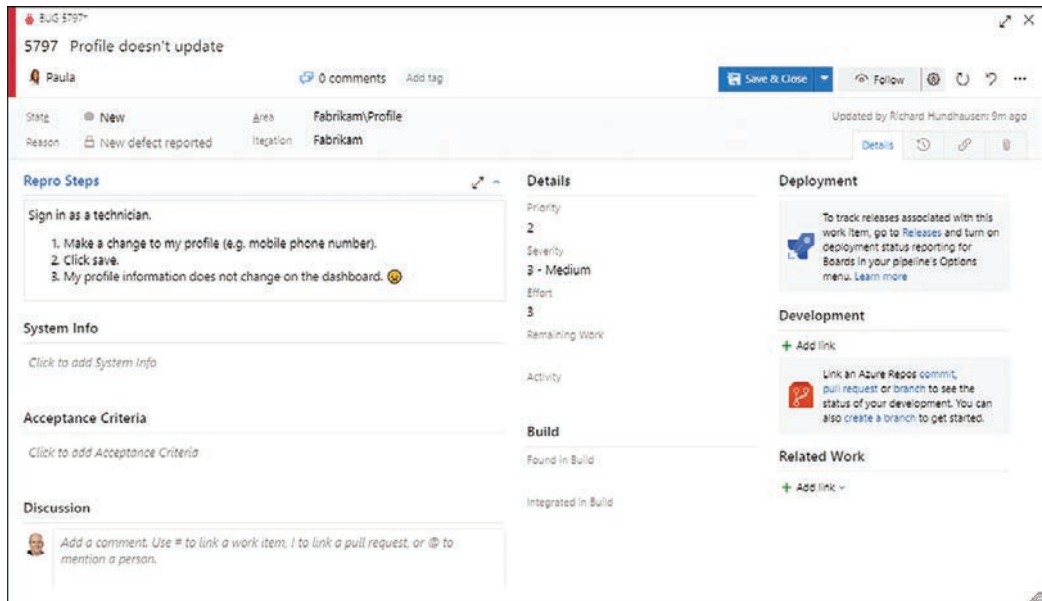 BUG 5797*
5797 Profile doesn't update
Paula
0 comments
Add tag
Save & Close
Follow
State
New
Area
Fabrikam\Profile
Updated by Richard Hundhausen: 9m ago
Reason
New defect reported
Iteration
Fabrikam
Details
Repro Steps
Sign in as a technician.
1. Make a change to my profile (e.g. mobile phone number).
2. Click save.
3. My profile information does not change on the dashboard.
System Info
Click to add System Info
Acceptance Criteria
Click to add Acceptance Criteria
Discussion
Add a comment. Use # to link a work item, ! to link a pull request, or @ to
mention a person.
Details
Priority
2
Severity
3 - Medium
Effort
3
Remaining Work
Activity
Build
Found in Build
Integrated in Build
Deployment
To track releases associated with this
work item, go to Releases and turn on
deployment status reporting for
Boards in your pipeline's Options
menu. Learn more
Development
+ Add link
Link an Azure Repos commit,
pull request or branch to see the
status of your development. You can
also create a branch to get started.
Related Work
+ Add link